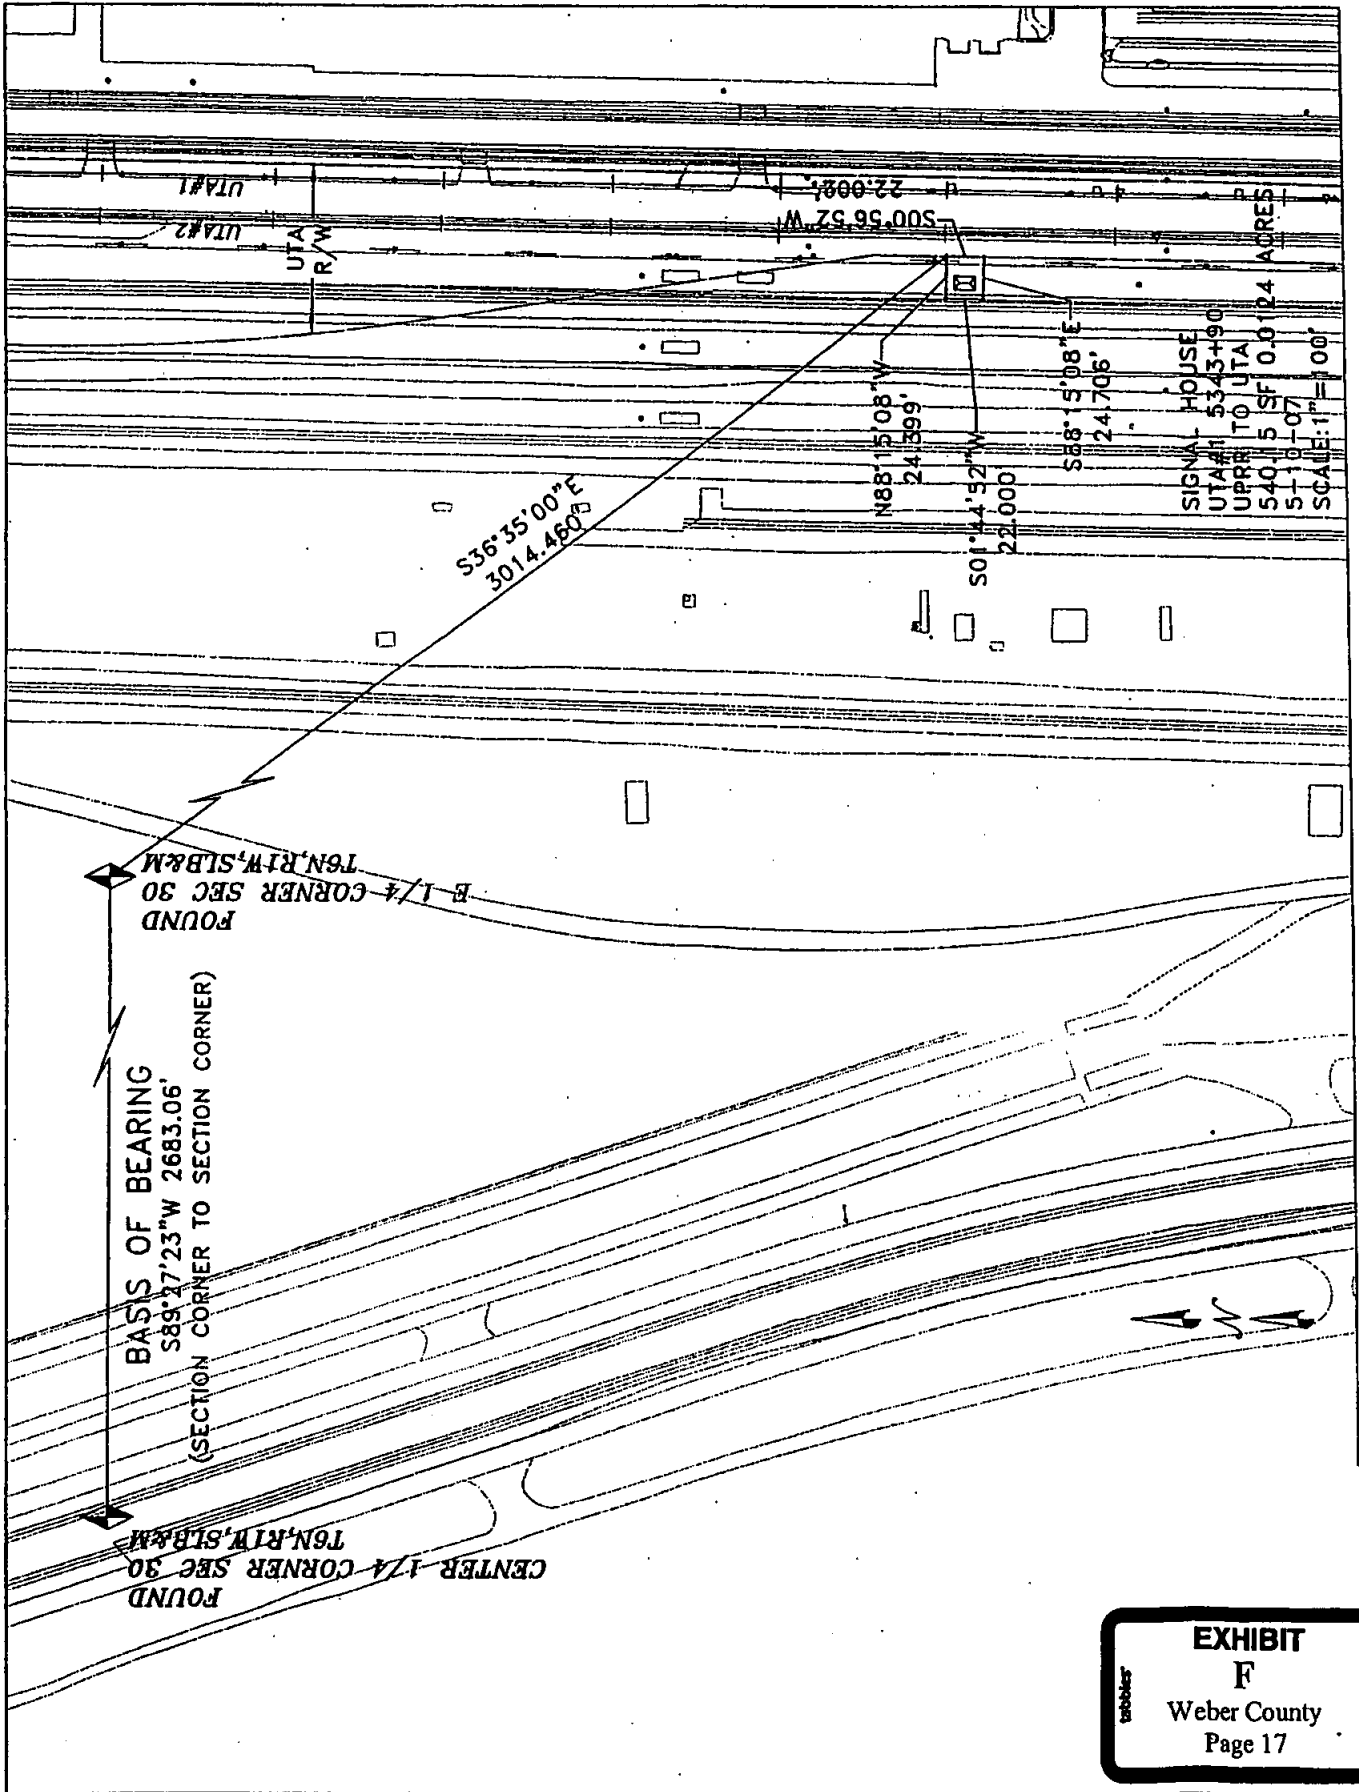 UTA#1
UTA#2
UTA
R/W
22.002'
S00°56'52"W
N88°15'08"W
24.399'
S01°44'52"W
22.000'
S88°15'08"E
24.706'
SIGNAL HOUSE
UTA#1 5343+90
UPRR TO UTA
540.15 SF 0.0124 ACRES
5-10-07
SCALE:1"=100'
S36°35'00"E
3014.460'
FOUND
E 1/4 CORNER SEC 30
T6N,R1W,SLB&M
BASIS OF BEARING
S89°27'23"W 2683.06'
(SECTION CORNER TO SECTION CORNER)
FOUND
CENTER 1/4 CORNER SEC 30
T6N,R1W,SLB&M
N
tabbies'
EXHIBIT
F
Weber County
Page 17